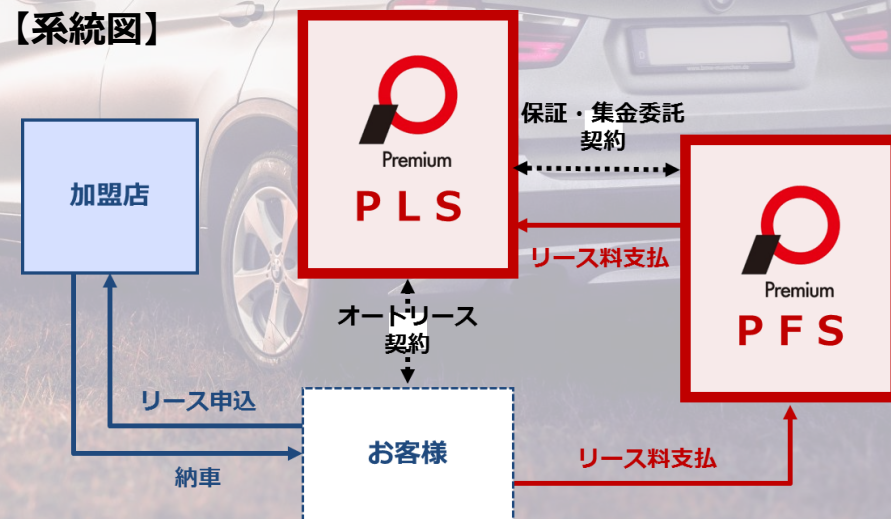 【系統図】
Premium
ＰＬＳ
保証・集金委託
契約
加盟店
リース料支払
Premium
ＰＦＳ
オートリース
契約
リース申込
お客様
リース料支払
納車